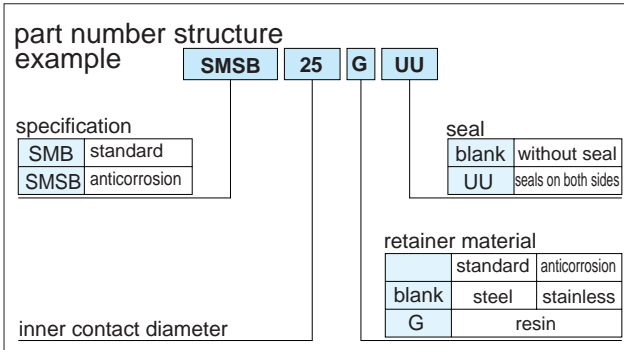 part number structure
example
SMSB 25 G UU
specification
SMB standard
SMSB anticorrosion
seal
blank without seal
UU seals on both sides
retainer material
standard anticorrosion
blank steel stainless
G resin
inner contact diameter